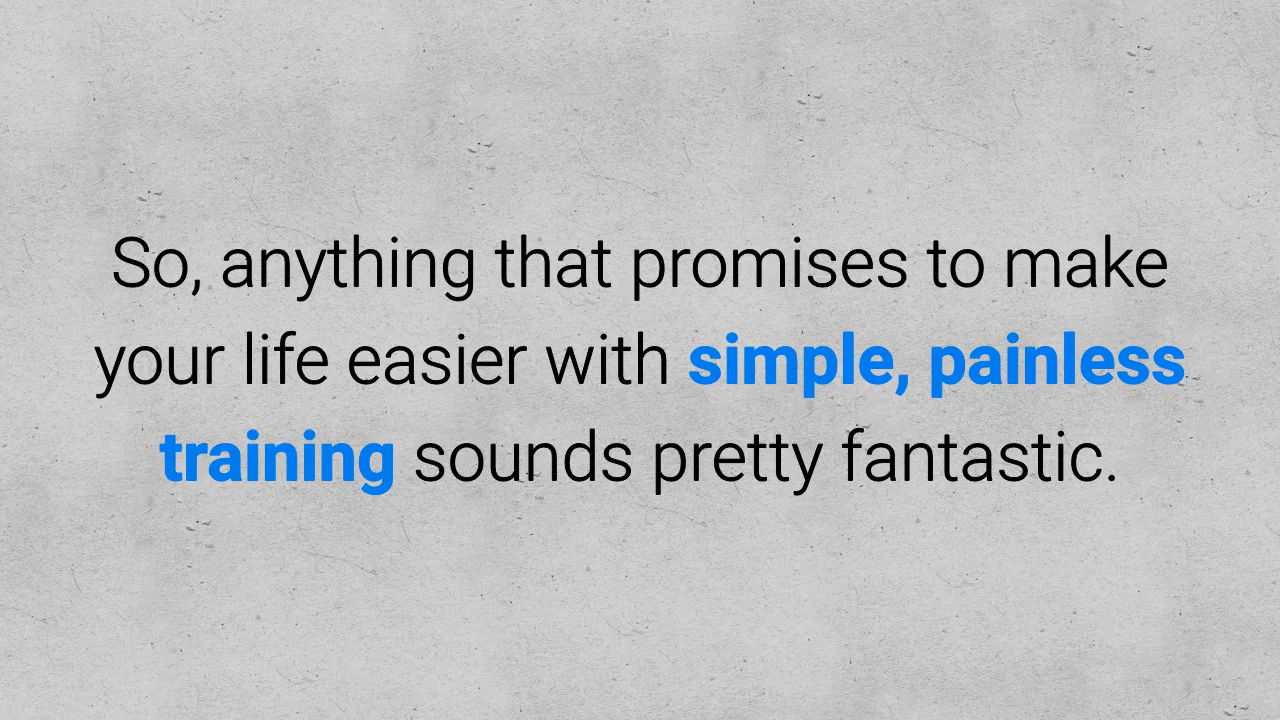 So, anything that promises to make
your life easier with simple, painless
training sounds pretty fantastic.